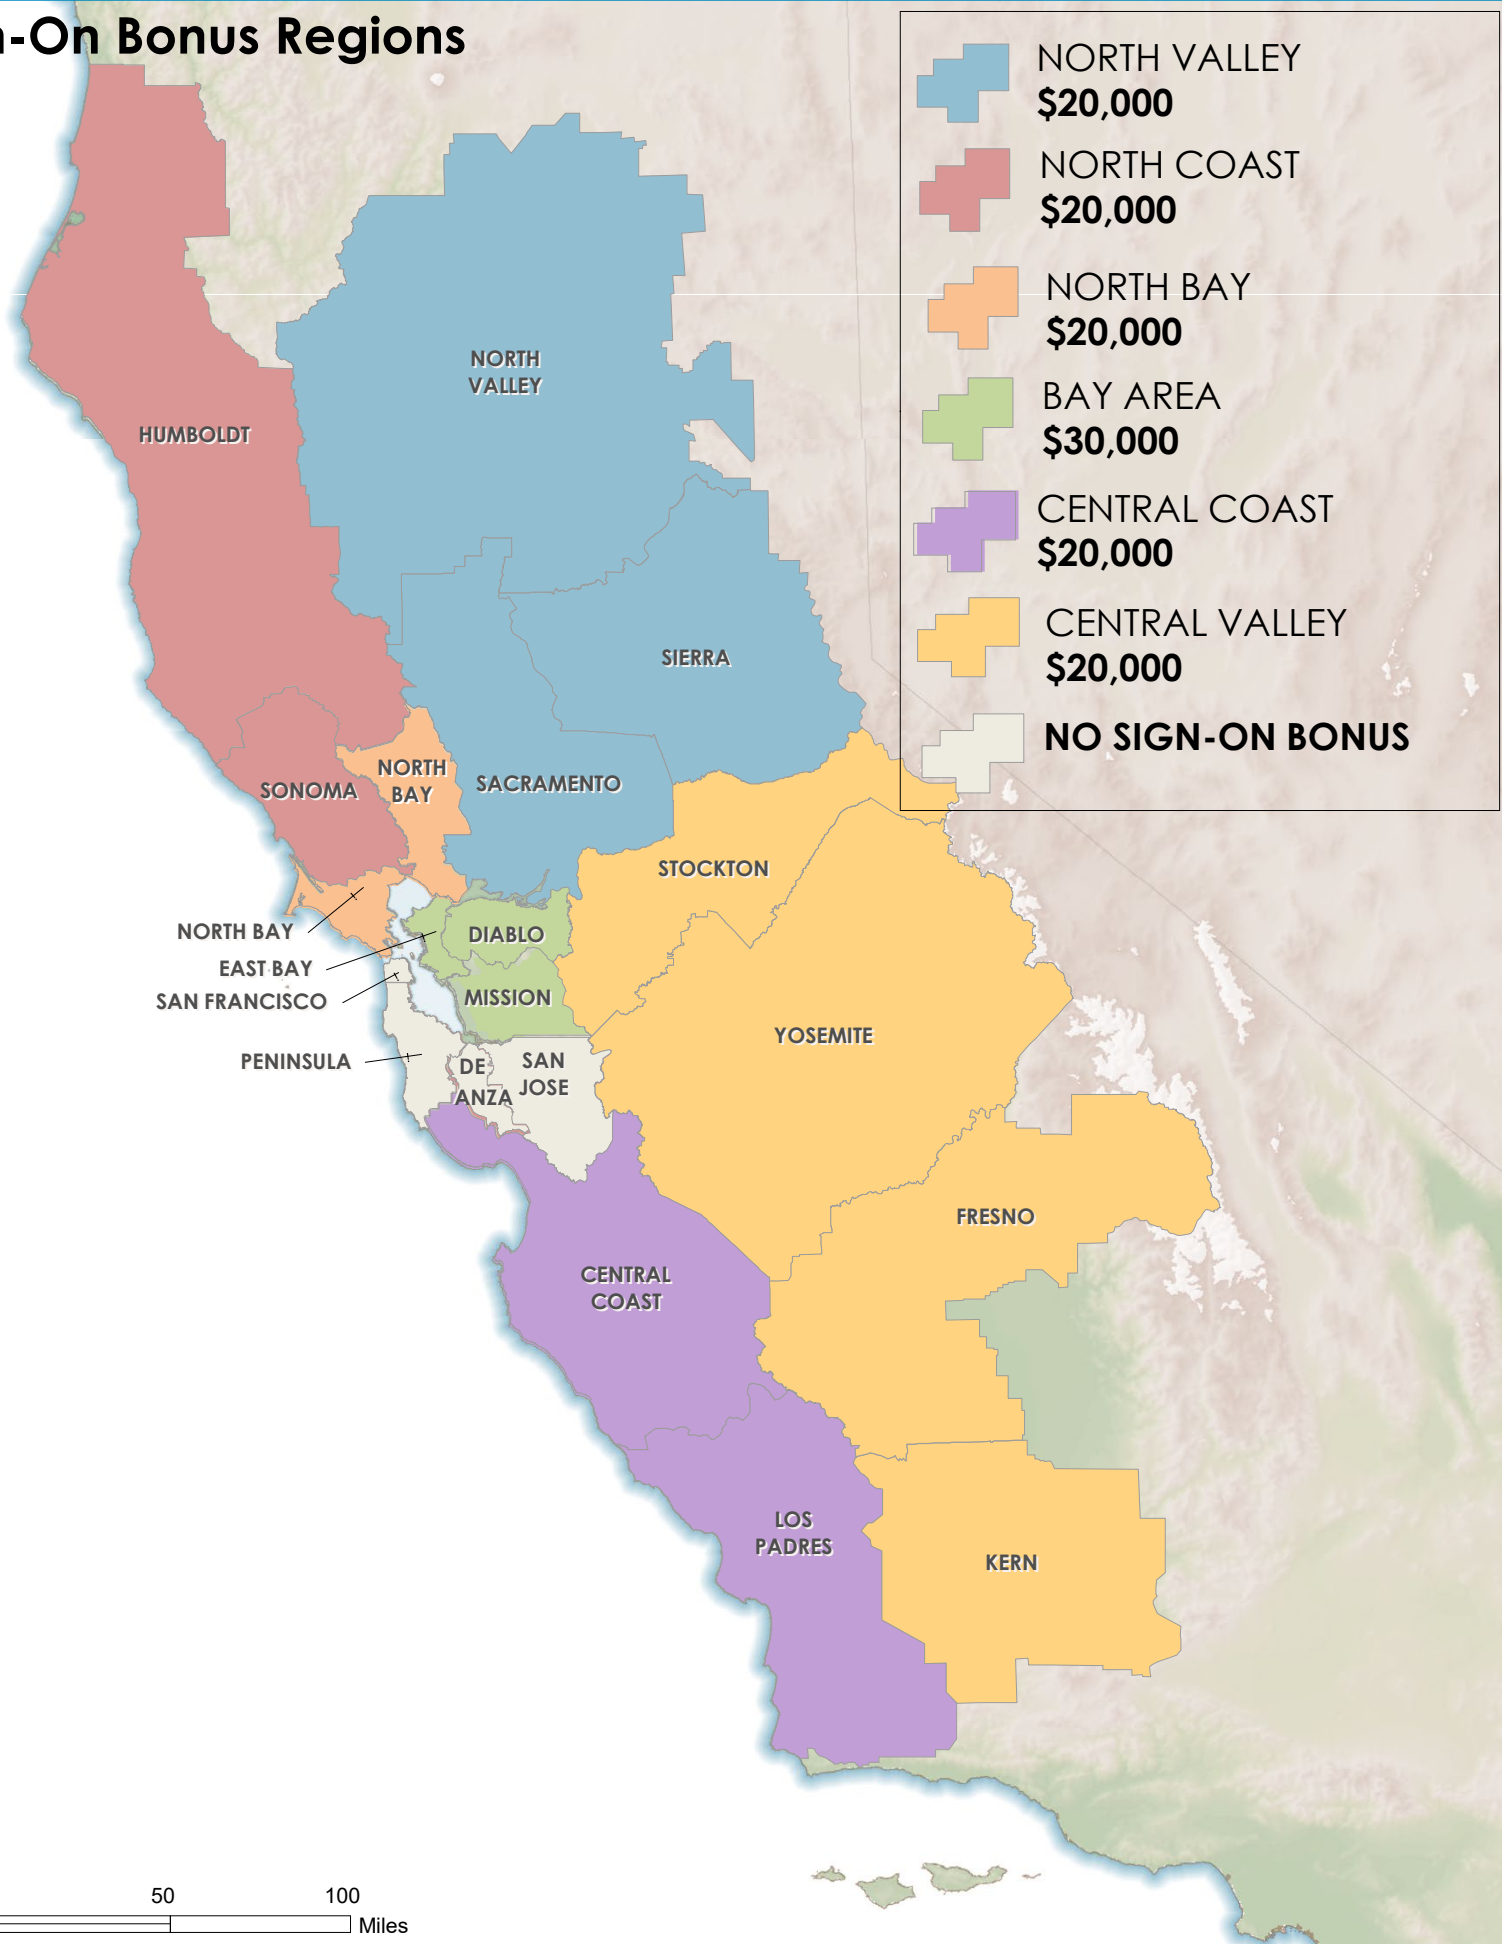 n-On Bonus Regions
NORTH VALLEY
$20,000
NORTH COAST
$20,000
NORTH BAY
$20,000
BAY AREA
$30,000
CENTRAL COAST
$20,000
CENTRAL VALLEY
$20,000
NO SIGN-ON BONUS
NORTH
VALLEY
HUMBOLDT
SIERRA
NORTH
BAY
SACRAMENTO
SONOMA
STOCKTON
NORTH BAY
DIABLO
EAST BAY
SAN FRANCISCO
MISSION
YOSEMITE
PENINSULA
DE
ANZA
SAN
JOSE
FRESNO
CENTRAL
COAST
LOS
PADRES
KERN
50
100
Miles